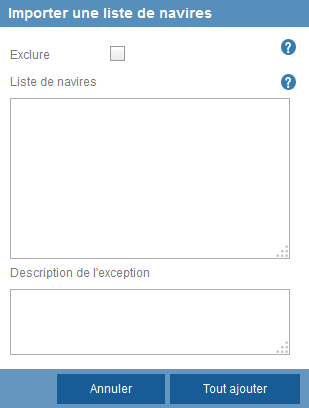 Importer une liste de navires
Exclure
?
Liste de navires
?
Description de l'exception
Annuler
Tout ajouter